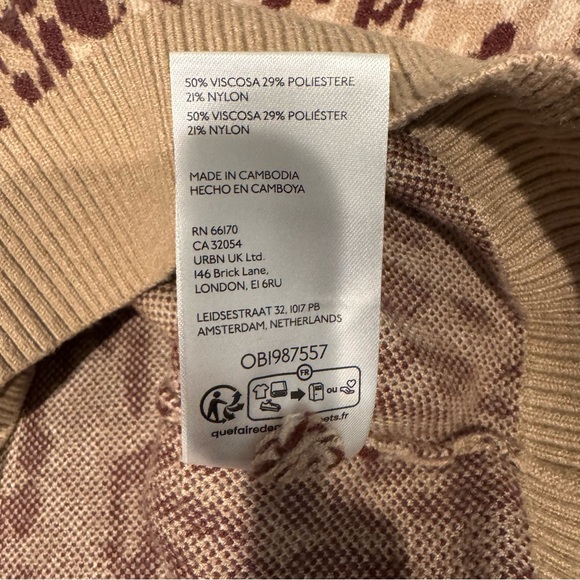 50% VISCOSA 29% POLIESTERE
21% NYLON
50% VISCOSA 29% POLIÉSTER
21% NYLON
MADE IN CAMBODIA
HECHO EN CAMBOYA
RN 66170
CA 32054
URBN UK Ltd.
146 Brick Lane,
LONDON, E1 6RU
LEIDSESTRAAT 32, 1017 PB
AMSTERDAM, NETHERLANDS
OB1987557
FR
ou